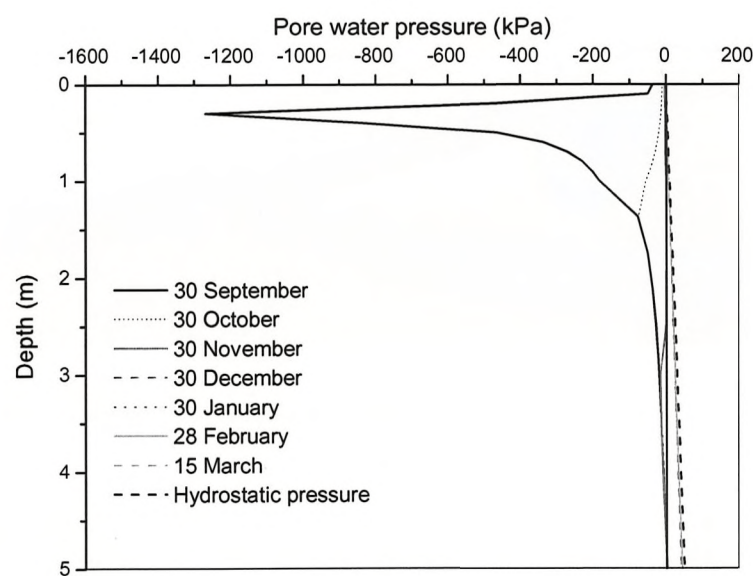 Pore water pressure (kPa)
-1600 -1400 -1200 -1000 -800 -600 -400 -200 0 200
0
1
2
3
4
5
Depth (m)
30 September
30 October
30 November
30 December
30 January
28 February
15 March
Hydrostatic pressure